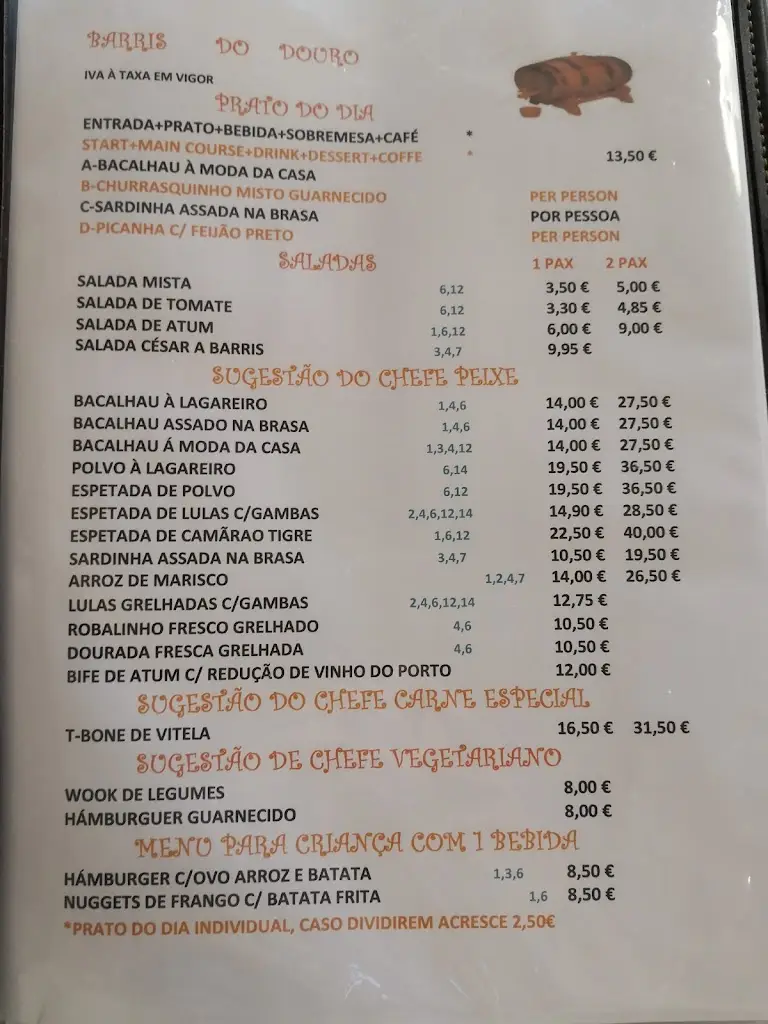 BARRIS DO DOURO
IVA À TAXA EM VIGOR
PRATO DO DIA
ENTRADA+PRATO+BEBIDA+SOBREMESA+CAFÉ *
START+MAIN COURSE+DRINK+DESSERT+COFFE * 13,50 €
A-BACALHAU À MODA DA CASA
B-CHURRASQUINHO MISTO GUARNECIDO PER PERSON
C-SARDINHA ASSADA NA BRASA POR PESSOA
D-PICANHA C/ FEIJÃO PRETO PER PERSON
SALADAS 1 PAX 2 PAX
SALADA MISTA 6,12 3,50 € 5,00 €
SALADA DE TOMATE 6,12 3,30 € 4,85 €
SALADA DE ATUM 1,6,12 6,00 € 9,00 €
SALADA CÉSAR A BARRIS 3,4,7 9,95 €
SUGESTÃO DO CHEFE PEIXE
BACALHAU À LAGAREIRO 1,4,6 14,00 € 27,50 €
BACALHAU ASSADO NA BRASA 1,4,6 14,00 € 27,50 €
BACALHAU Á MODA DA CASA 1,3,4,12 14,00 € 27,50 €
POLVO À LAGAREIRO 6,14 19,50 € 36,50 €
ESPETADA DE POLVO 6,12 19,50 € 36,50 €
ESPETADA DE LULAS C/GAMBAS 2,4,6,12,14 14,90 € 28,50 €
ESPETADA DE CAMÃRAO TIGRE 1,6,12 22,50 € 40,00 €
SARDINHA ASSADA NA BRASA 3,4,7 10,50 € 19,50 €
ARROZ DE MARISCO 1,2,4,7 14,00 € 26,50 €
LULAS GRELHADAS C/GAMBAS 2,4,6,12,14 12,75 €
ROBALINHO FRESCO GRELHADO 4,6 10,50 €
DOURADA FRESCA GRELHADA 4,6 10,50 €
BIFE DE ATUM C/ REDUÇÃO DE VINHO DO PORTO 12,00 €
SUGESTÃO DO CHEFE CARNE ESPECIAL
T-BONE DE VITELA 16,50 € 31,50 €
SUGESTÃO DE CHEFE VEGETARIANO
WOOK DE LEGUMES 8,00 €
HÁMBURGUER GUARNECIDO 8,00 €
MENU PARA CRIANÇA COM 1 BEBIDA
HÁMBURGER C/OVO ARROZ E BATATA 1,3,6 8,50 €
NUGGETS DE FRANGO C/ BATATA FRITA 1,6 8,50 €
*PRATO DO DIA INDIVIDUAL, CASO DIVIDIREM ACRESCE 2,50€